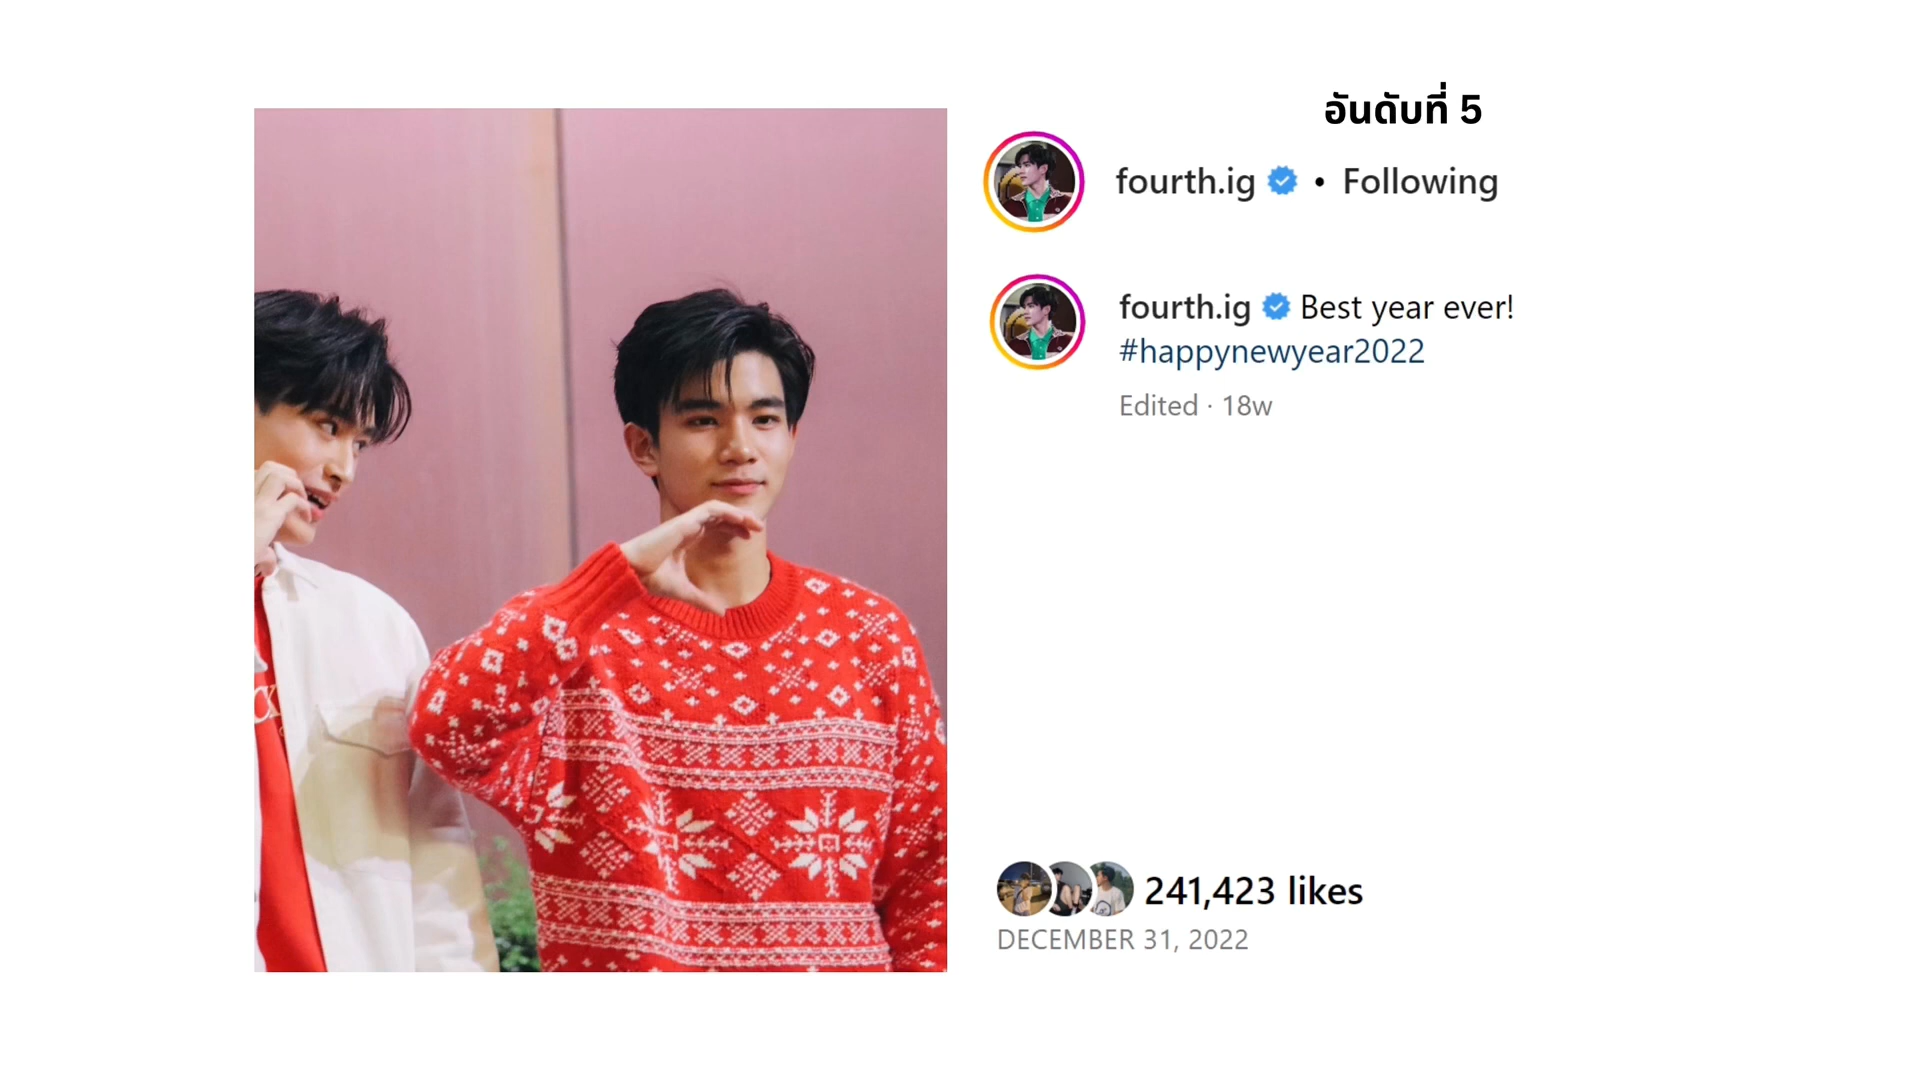 อันดับที่ 5
fourth.ig • Following
fourth.ig Best year ever!
#happynewyear2022
Edited · 18w
241,423 likes
DECEMBER 31, 2022